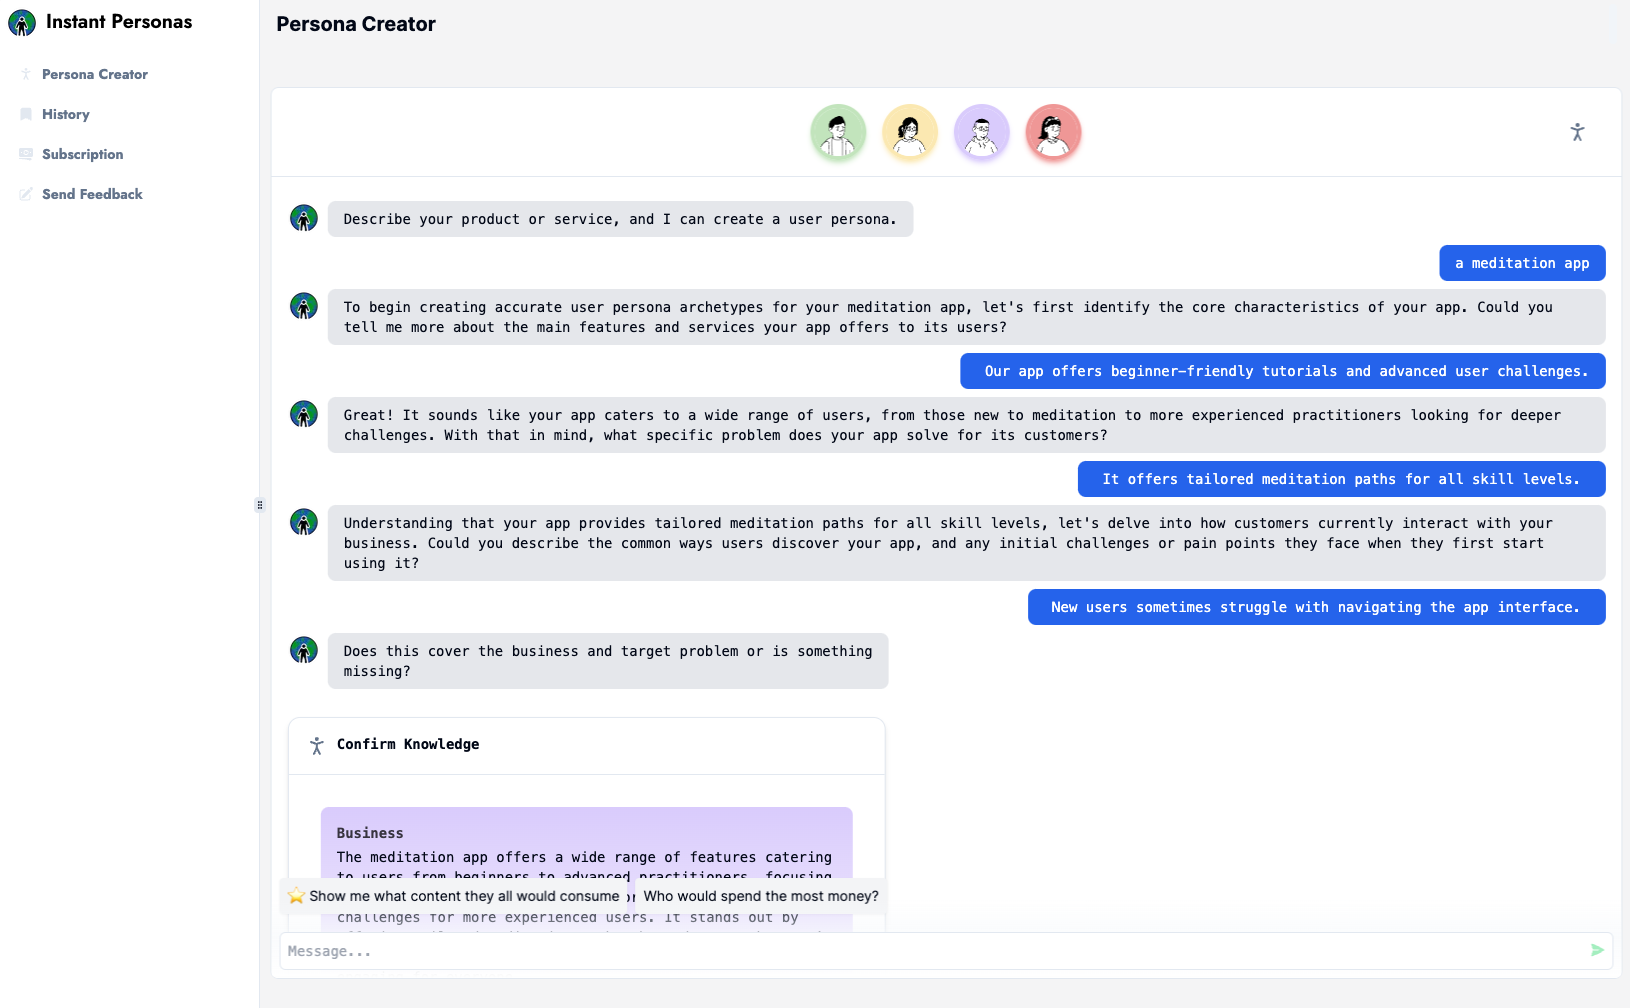 Instant Personas
Persona Creator
History
Subscription
Send Feedback
Persona Creator
Describe your product or service, and I can create a user persona.
a meditation app
To begin creating accurate user persona archetypes for your meditation app, let's first identify the core characteristics of your app. Could you
tell me more about the main features and services your app offers to its users?
Our app offers beginner-friendly tutorials and advanced user challenges.
Great! It sounds like your app caters to a wide range of users, from those new to meditation to more experienced practitioners looking for deeper
challenges. With that in mind, what specific problem does your app solve for its customers?
It offers tailored meditation paths for all skill levels.
Understanding that your app provides tailored meditation paths for all skill levels, let's delve into how customers currently interact with your
business. Could you describe the common ways users discover your app, and any initial challenges or pain points they face when they first start
using it?
New users sometimes struggle with navigating the app interface.
Does this cover the business and target problem or is something
missing?
Confirm Knowledge
Business
The meditation app offers a wide range of features catering
to users from beginners to advanced practitioners, focusing
Show me what content they all would consume
Who would spend the most money?
challenges for more experienced users. It stands out by
Message...